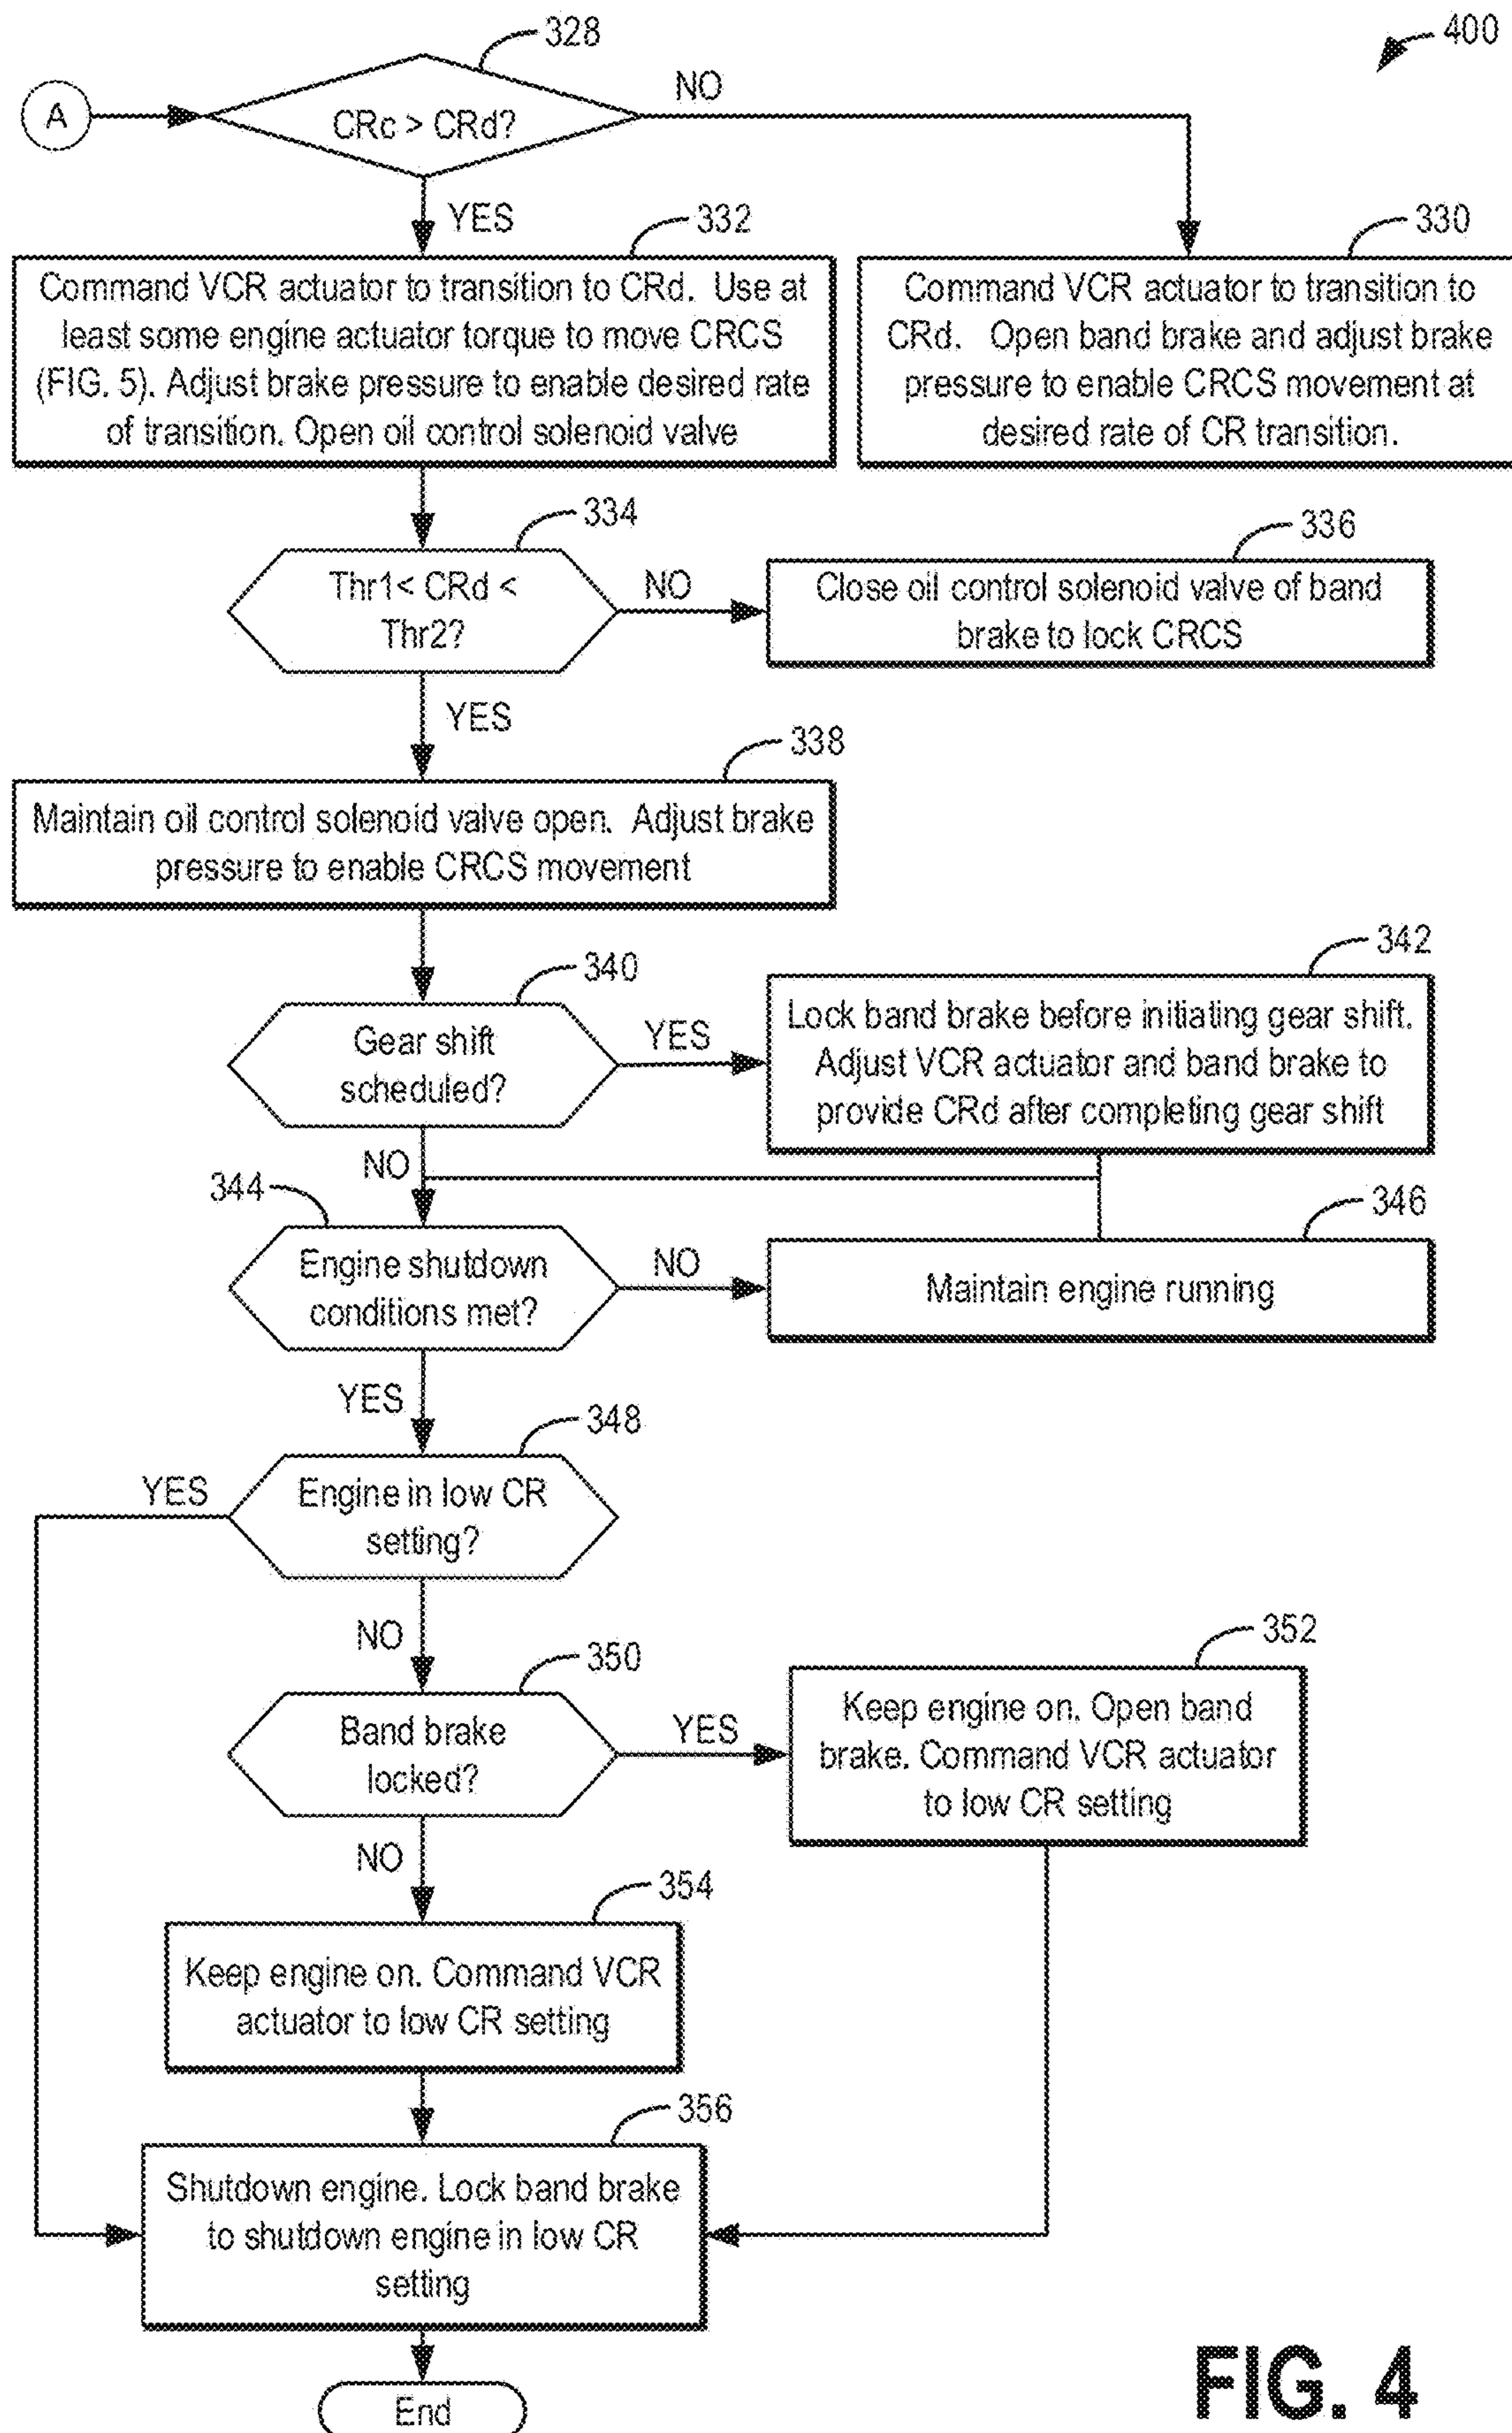 328
400
A
CRc > CRd?
NO
YES
332
330
Command VCR actuator to transition to CRd. Use at
least some engine actuator torque to move CRCS
(FIG. 5). Adjust brake pressure to enable desired rate
of transition. Open oil control solenoid valve
Command VCR actuator to transition to
CRd. Open band brake and adjust brake
pressure to enable CRCS movement at
desired rate of CR transition.
334
Thr1< CRd <
Thr2?
NO
336
Close oil control solenoid valve of band
brake to lock CRCS
YES
338
Maintain oil control solenoid valve open. Adjust brake
pressure to enable CRCS movement
340
Gear shift
scheduled?
YES
342
Lock band brake before initiating gear shift.
Adjust VCR actuator and band brake to
provide CRd after completing gear shift
NO
344
Engine shutdown
conditions met?
NO
346
Maintain engine running
YES
348
YES
Engine in low CR
setting?
NO
350
Band brake
locked?
YES
352
Keep engine on. Open band
brake. Command VCR actuator
to low CR setting
NO
354
Keep engine on. Command VCR
actuator to low CR setting
356
Shutdown engine. Lock band brake
to shutdown engine in low CR
setting
End
FIG. 4